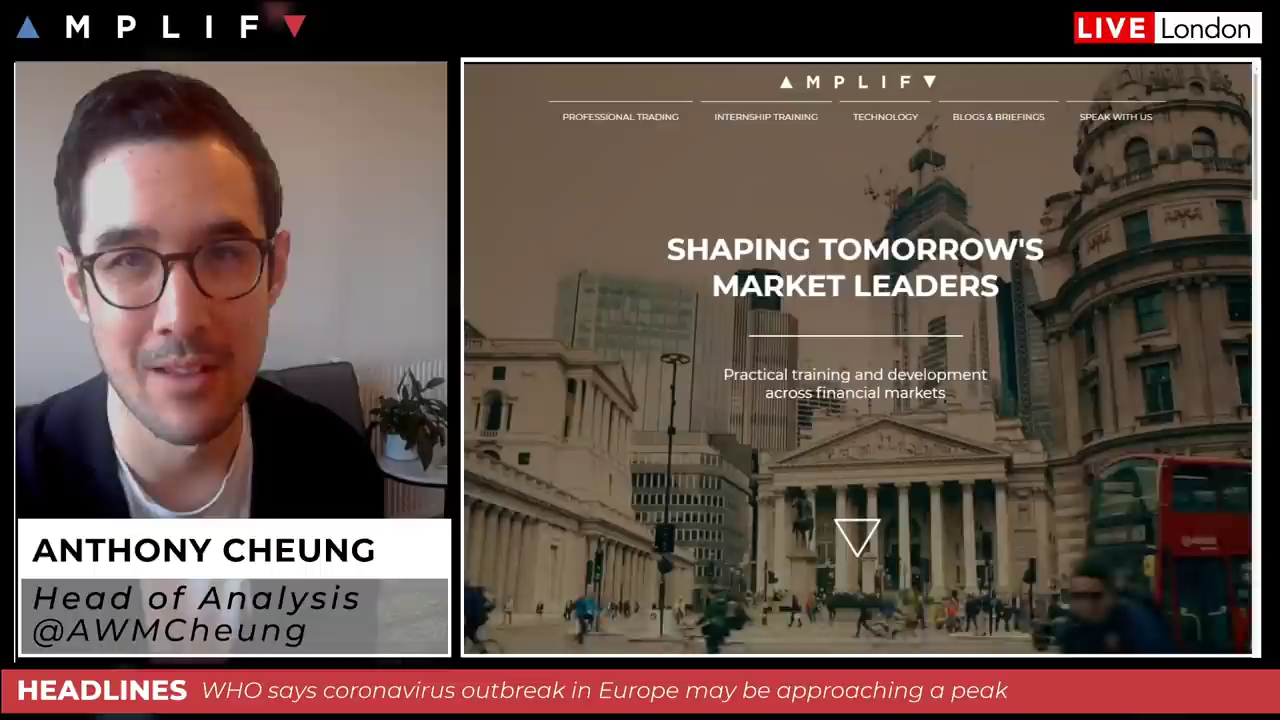 ▲MPLIF▼
LIVE London
▲MPLIF▼
PROFESSIONAL TRADING INTERNSHIP TRAINING TECHNOLOGY BLOGS & BRIEFINGS SPEAK WITH US
SHAPING TOMORROW'S
MARKET LEADERS
Practical training and development
across financial markets
ANTHONY CHEUNG
Head of Analysis
@AWMCheung
HEADLINES WHO says coronavirus outbreak in Europe may be approaching a peak